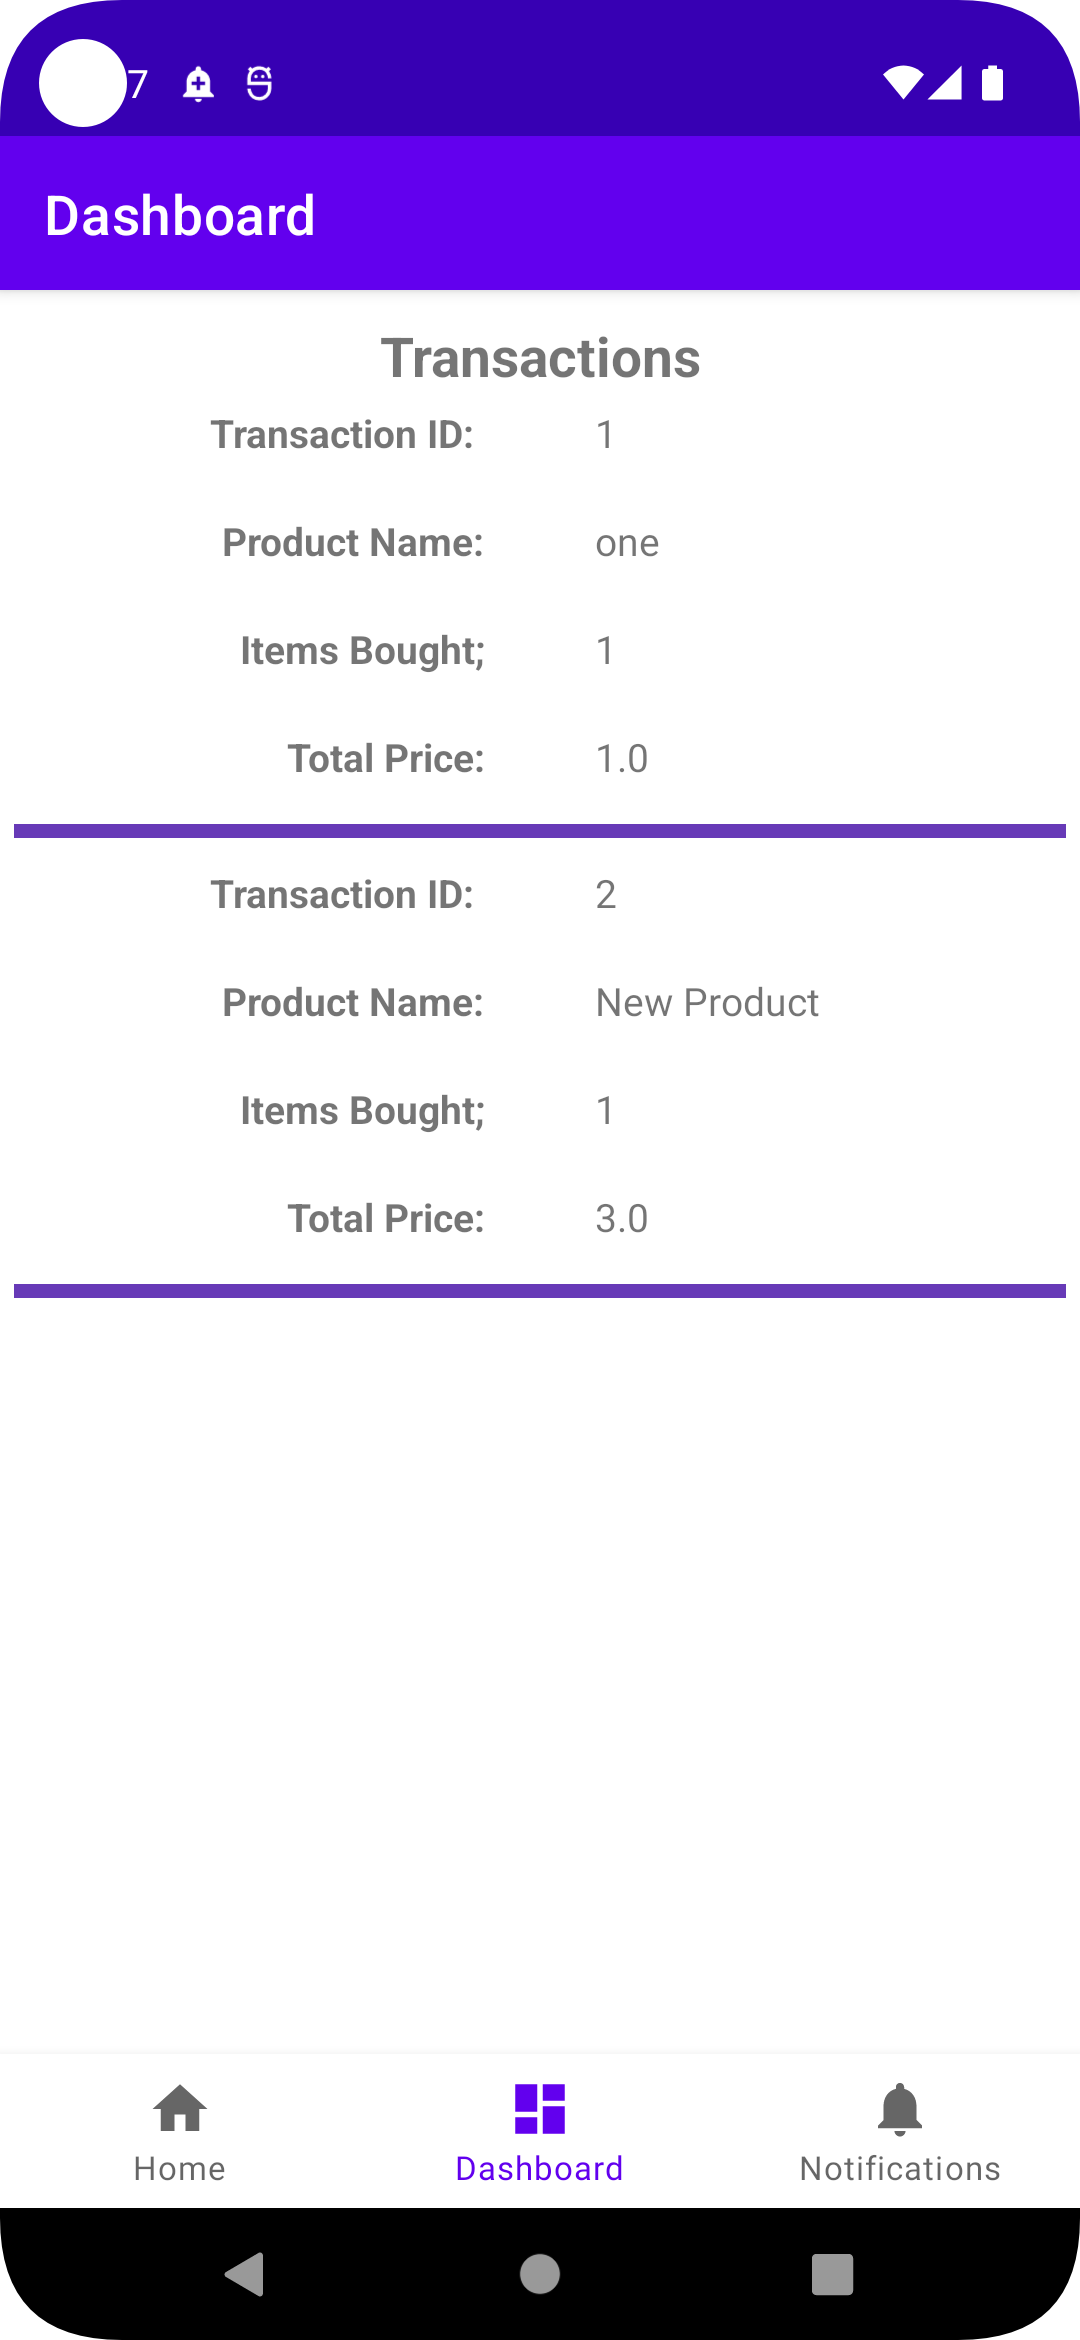 7
Dashboard
Transactions
Transaction ID: 1
Product Name: one
Items Bought; 1
Total Price: 1.0
Transaction ID: 2
Product Name: New Product
Items Bought; 1
Total Price: 3.0
Home Dashboard Notifications